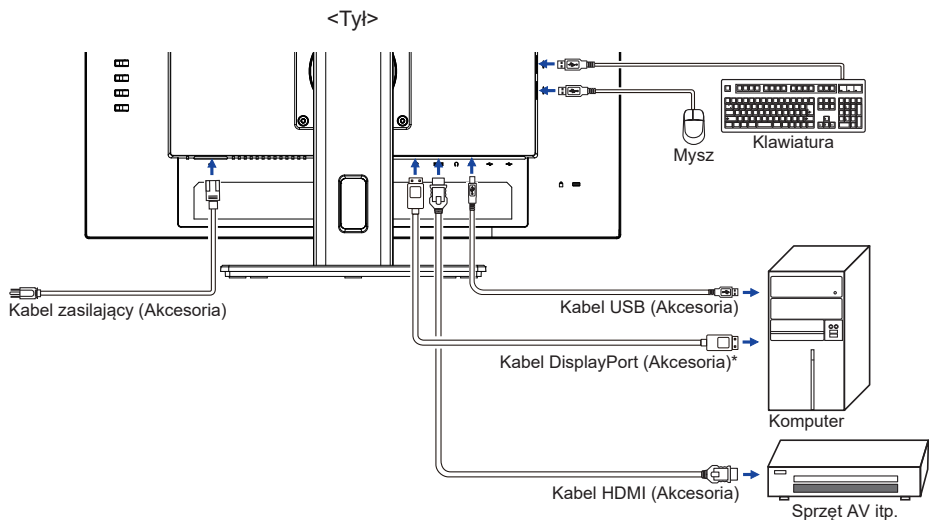 <Tył>
Mysz
Klawiatura
Kabel zasilający (Akcesoria)
Kabel USB (Akcesoria)
Kabel DisplayPort (Akcesoria)*
Komputer
Kabel HDMI (Akcesoria)
Sprzęt AV itp.